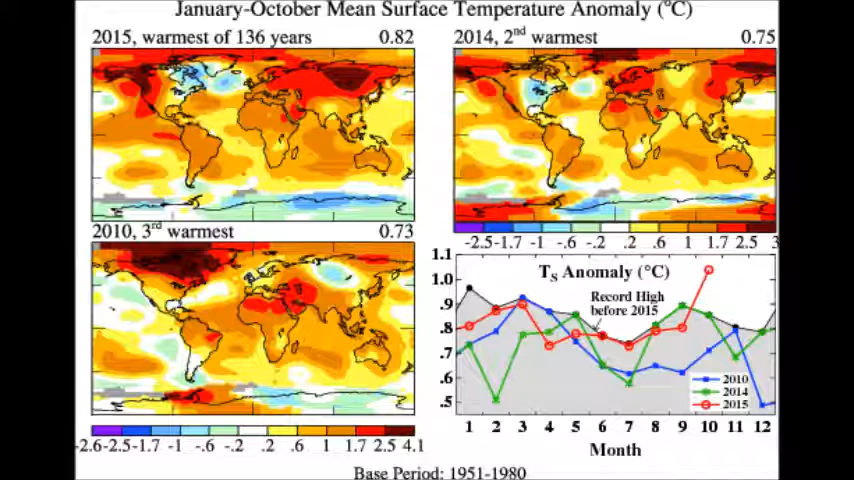 January-October Mean Surface Temperature Anomaly (°C)
2015, warmest of 136 years 0.82
2014, 2nd warmest 0.75
2010, 3rd warmest 0.73
-2.5 -1.7 -1 -.6 -.2 .2 .6 1 1.7 2.5 3
1.1
1.0
.9
.8
.7
.6
.5
TS Anomaly (°C)
Record High
before 2015
2010
2014
2015
1 2 3 4 5 6 7 8 9 10 11 12
Month
-2.6 -2.5 -1.7 -1 -.6 -.2 .2 .6 1 1.7 2.5 4.1
Base Period: 1951-1980